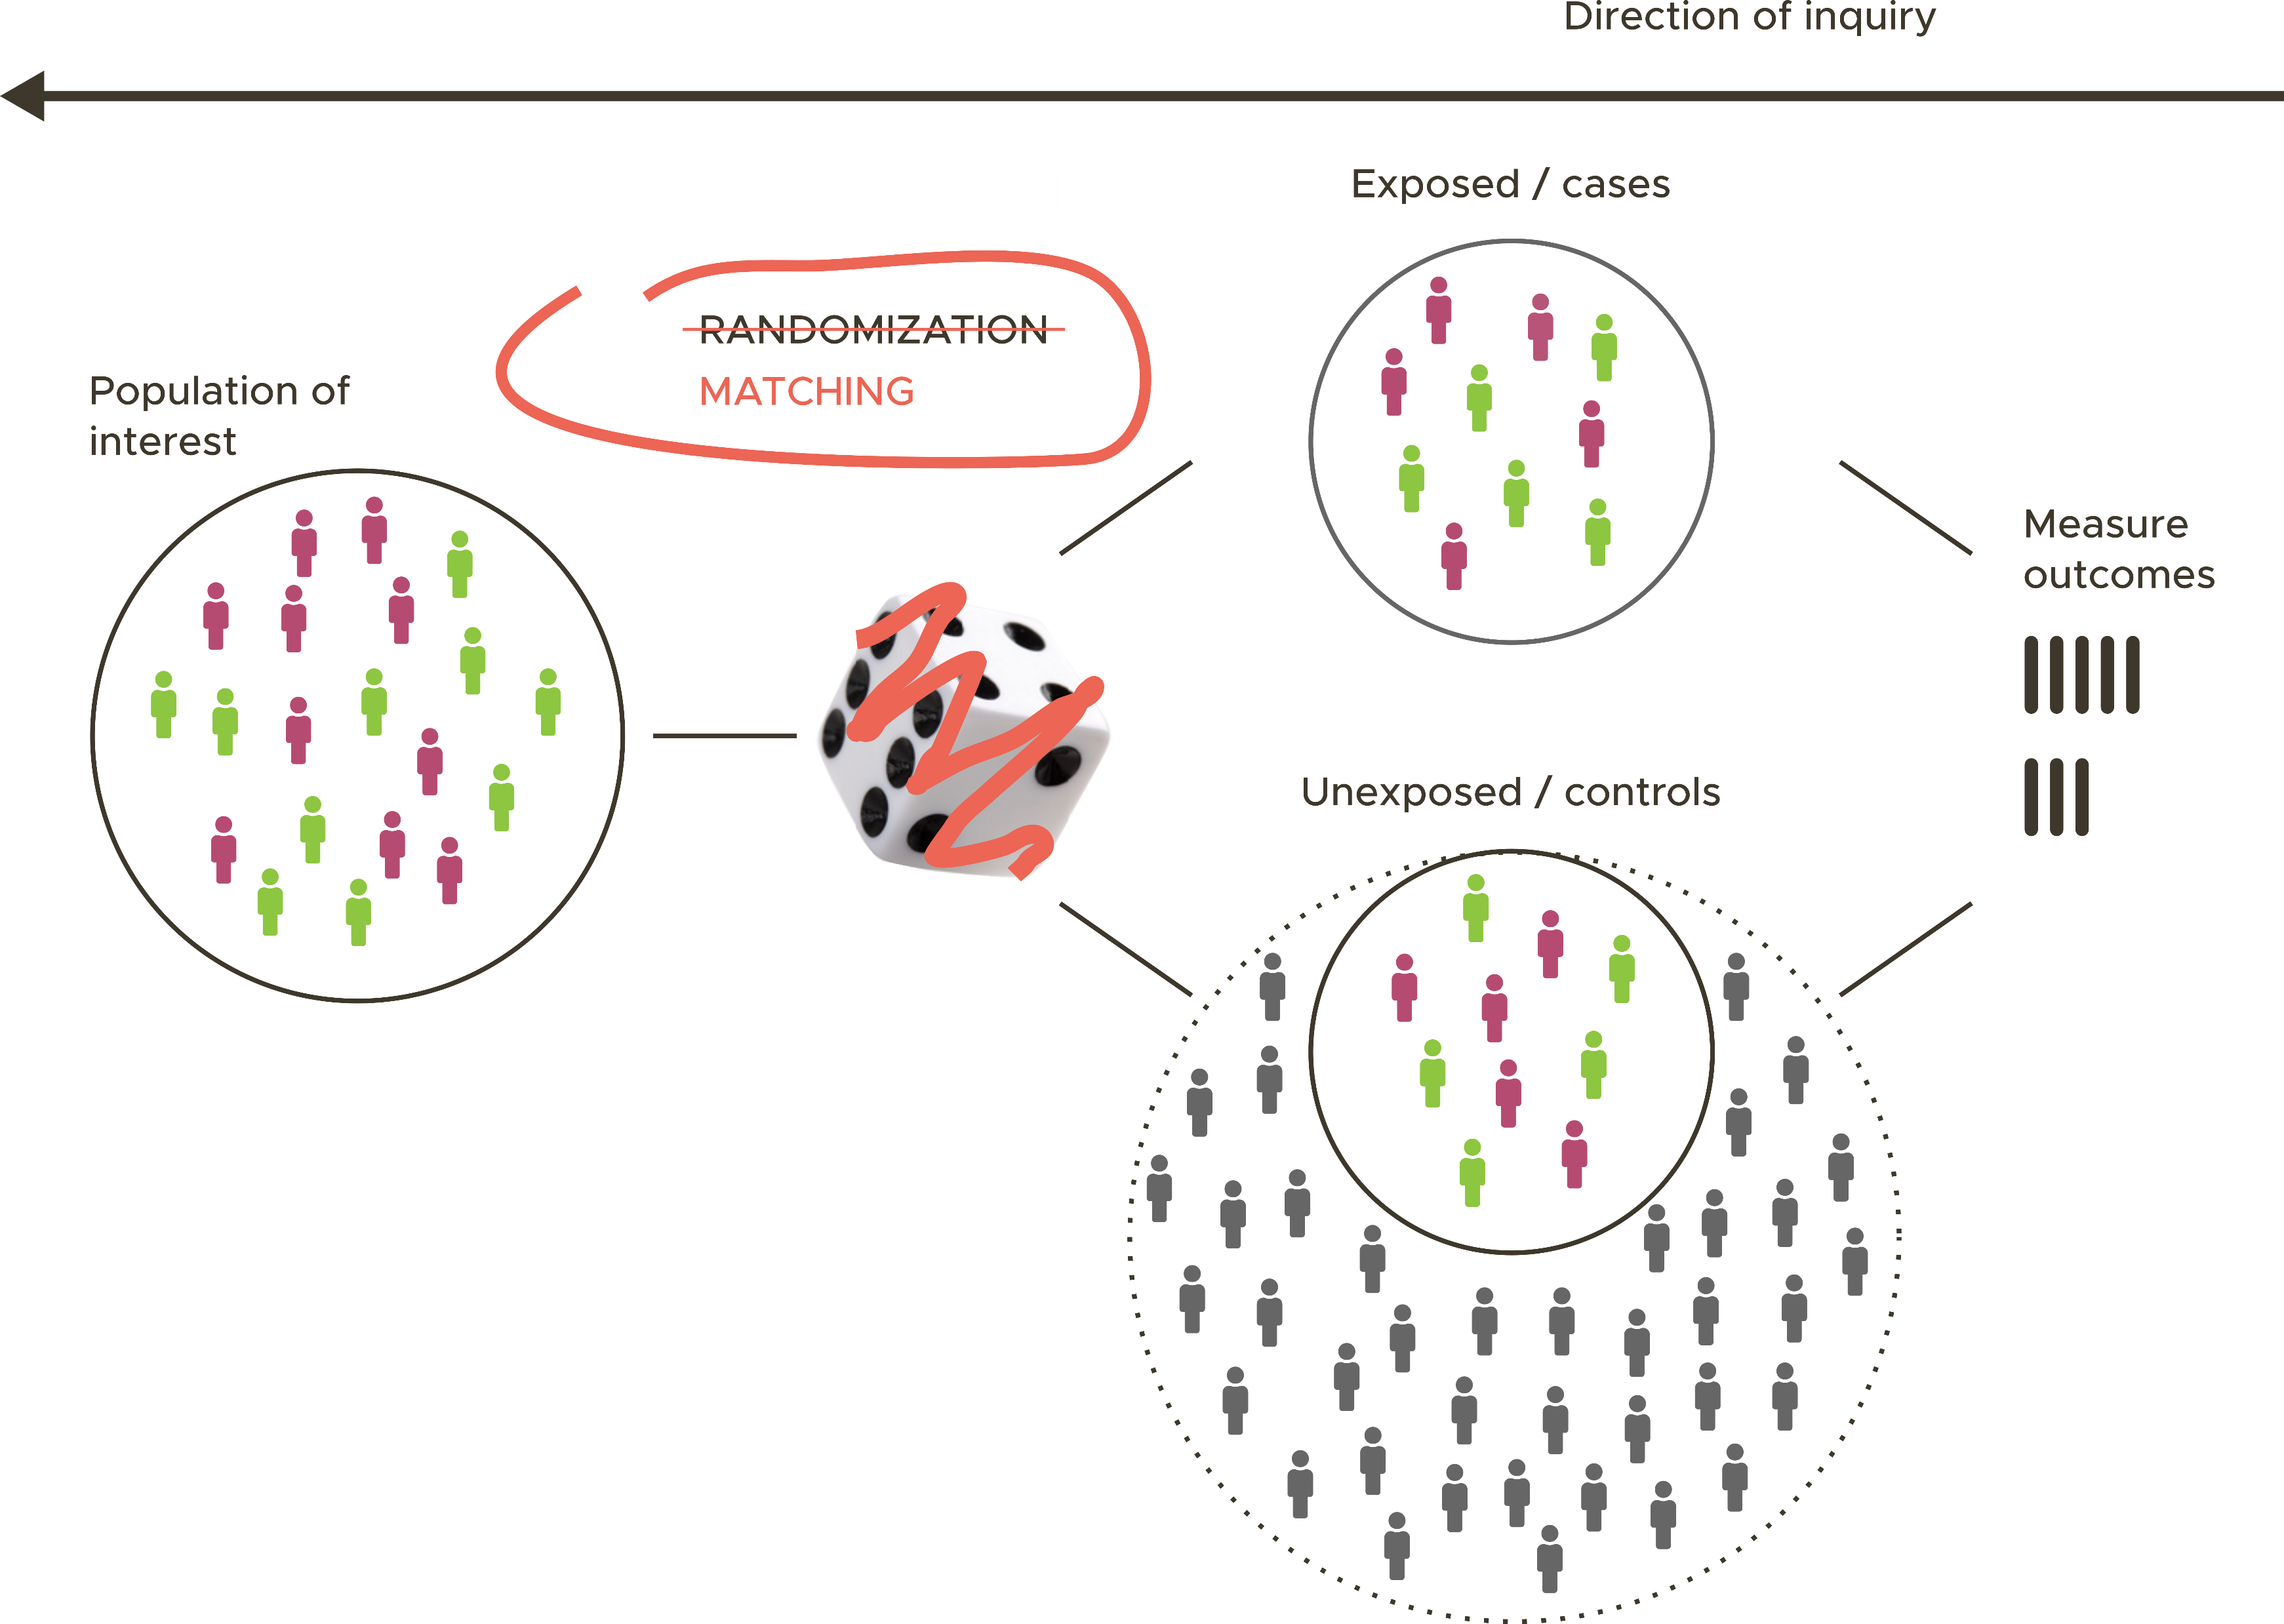 Direction of inquiry
Exposed / cases
RANDOMIZATION
MATCHING
Population of
interest
Measure
outcomes
Unexposed / controls